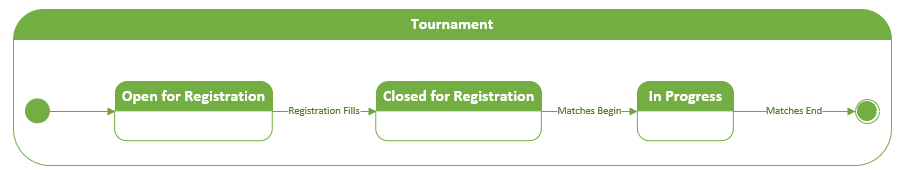 Tournament
Open for Registration
Registration Fills
Closed for Registration
Matches Begin
In Progress
Matches End